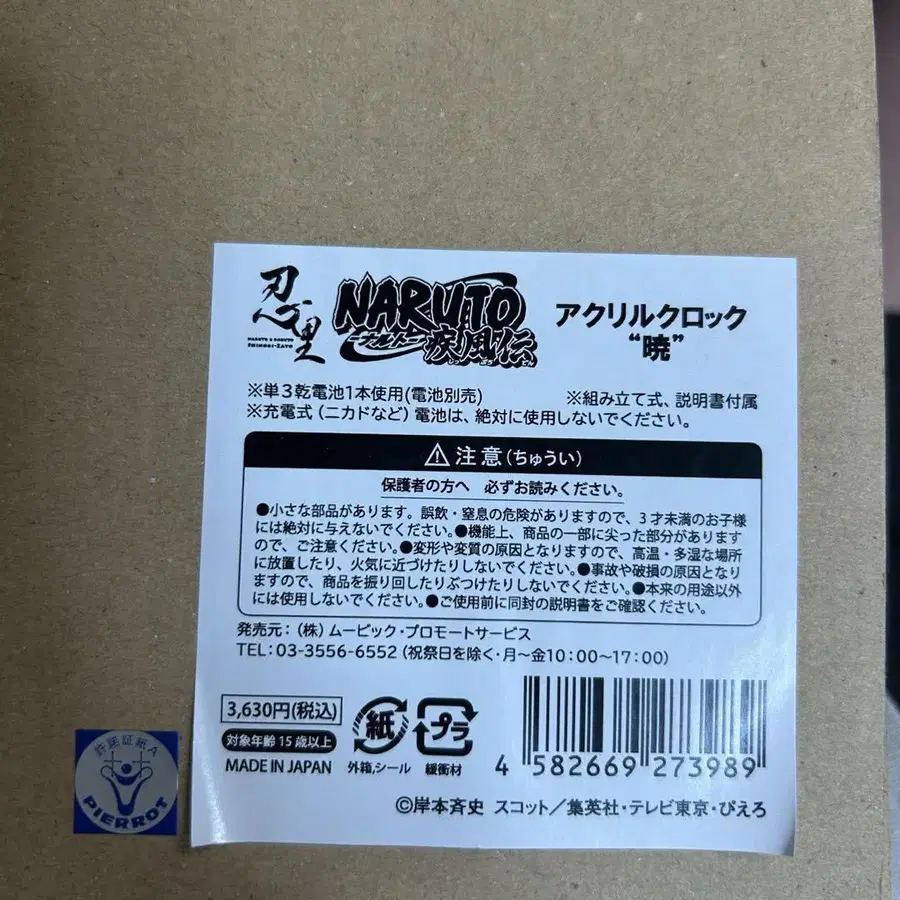 忍里
NARUTO & BORUTO
SHINOBI-ZATO
NARUTO
ーナルトー
疾風伝
しっぷうでん
アクリルクロック
“暁”
※単3乾電池1本使用(電池別売)
※組み立て式、説明書付属
※充電式(ニカドなど)電池は、絶対に使用しないでください。
注意(ちゅうい)
保護者の方へ 必ずお読みください。
●小さな部品があります。誤飲・窒息の危険がありますので、3才未満のお子様
には絶対に与えないでください。●機能上、商品の一部に尖った部分があります
ので、ご注意ください。●変形や変質の原因となりますので、高温・多湿な場所
に放置したり、火気に近づけたりしないでください。●事故や破損の原因となり
ますので、商品を振り回したりぶつけたりしないでください。●本来の用途以外
には使用しないでください。●ご使用前に同封の説明書をご確認ください。
発売元:(株)ムービック・プロモートサービス
TEL:03-3556-6552(祝祭日を除く・月〜金10:00〜17:00)
3,630円(税込)
対象年齢15歳以上
MADE IN JAPAN
紙
外箱,シール
プラ
緩衝材
4 582669 273989
©岸本斉史 スコット/集英社・テレビ東京・ぴえろ
許諾証紙A
PIERROT